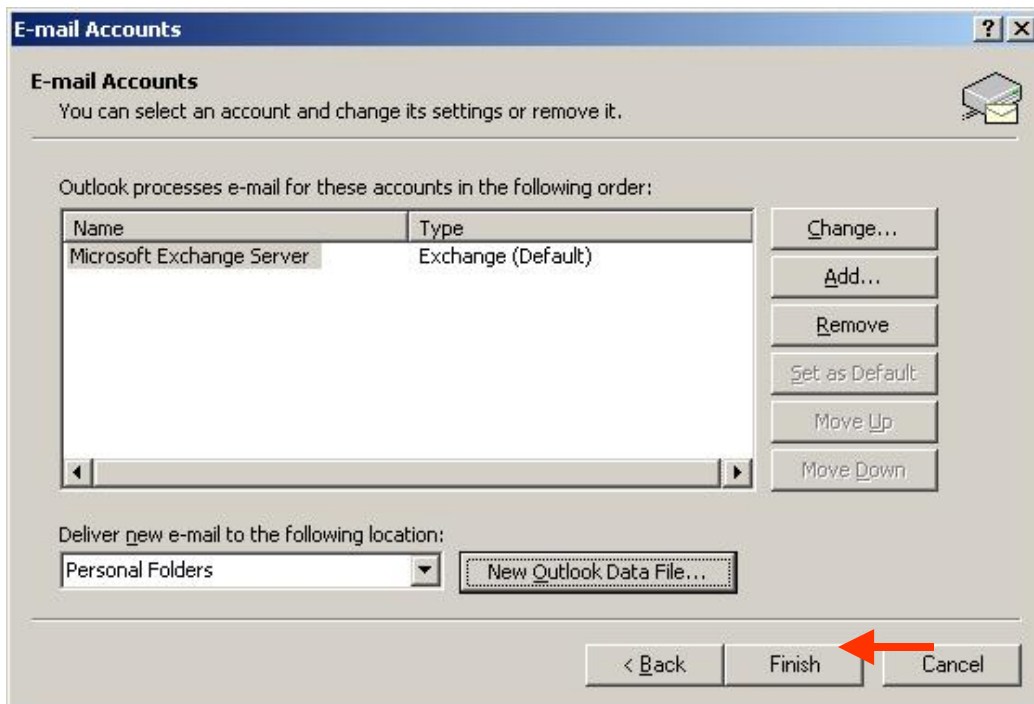 E-mail Accounts
E-mail Accounts
You can select an account and change its settings or remove it.
Outlook processes e-mail for these accounts in the following order:
Name Type
Microsoft Exchange Server Exchange (Default)
Change...
Add...
Remove
Set as Default
Move Up
Move Down
Deliver new e-mail to the following location:
Personal Folders New Outlook Data File...
< Back Finish Cancel